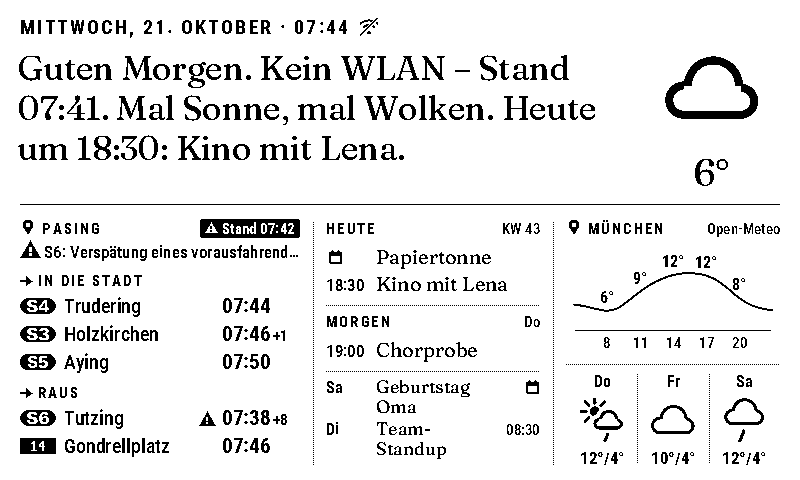 MITTWOCH, 21. OKTOBER · 07:44
Guten Morgen. Kein WLAN – Stand
07:41. Mal Sonne, mal Wolken. Heute
um 18:30: Kino mit Lena.
6°
PASING
Stand 07:42
S6: Verspätung eines vorausfahrend…
→ IN DIE STADT
S4 Trudering 07:44
S3 Holzkirchen 07:46 +1
S5 Aying 07:50
→ RAUS
S6 Tutzing 07:38 +8
14 Gondrellplatz 07:46
HEUTE KW 43
Papiertonne
18:30 Kino mit Lena
MORGEN Do
19:00 Chorprobe
Sa Geburtstag
Oma
Di Team- 08:30
Standup
MÜNCHEN Open-Meteo
6° 9° 12° 12° 8°
8 11 14 17 20
Do Fr Sa
12°/4° 10°/4° 12°/4°